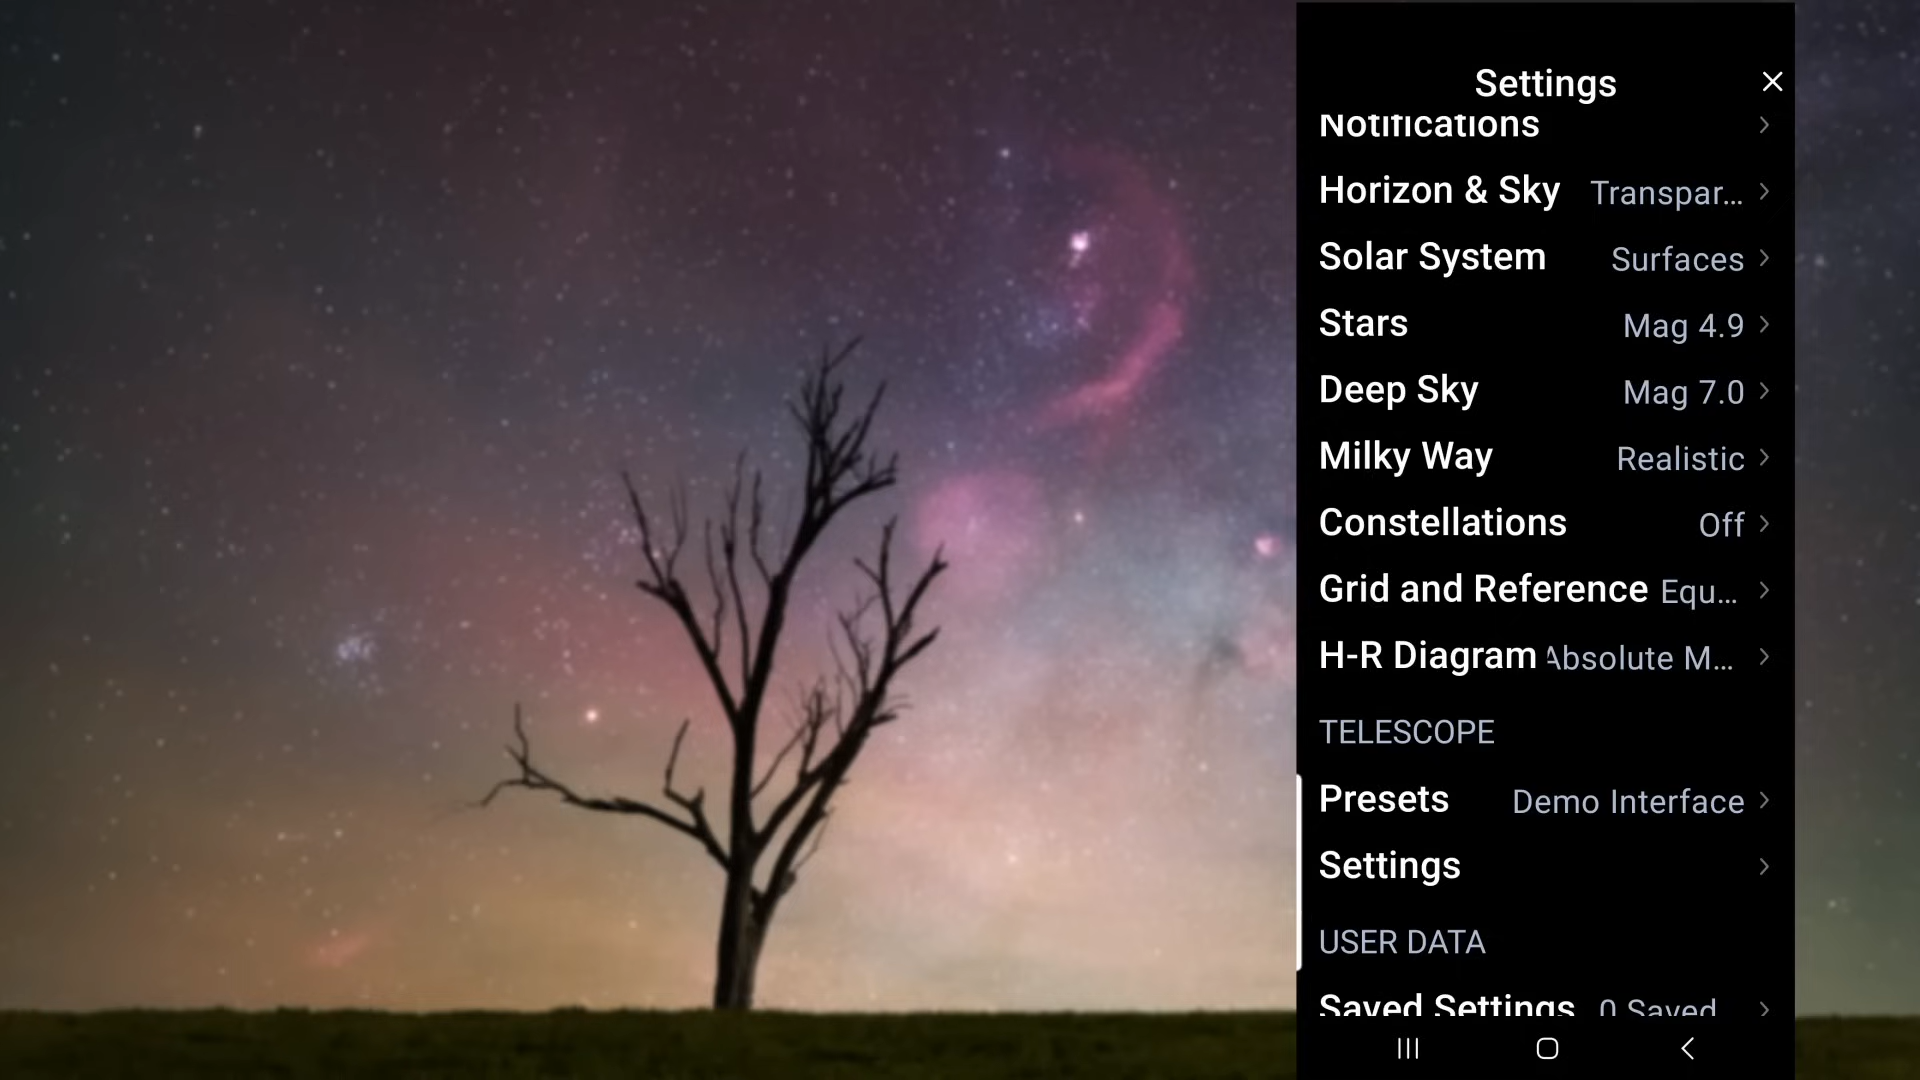 Settings
Notifications
Horizon & Sky Transpar...
Solar System Surfaces
Stars Mag 4.9
Deep Sky Mag 7.0
Milky Way Realistic
Constellations Off
Grid and Reference Equ...
H-R Diagram Absolute M...
TELESCOPE
Presets Demo Interface
Settings
USER DATA
Saved Settings 0 Saved